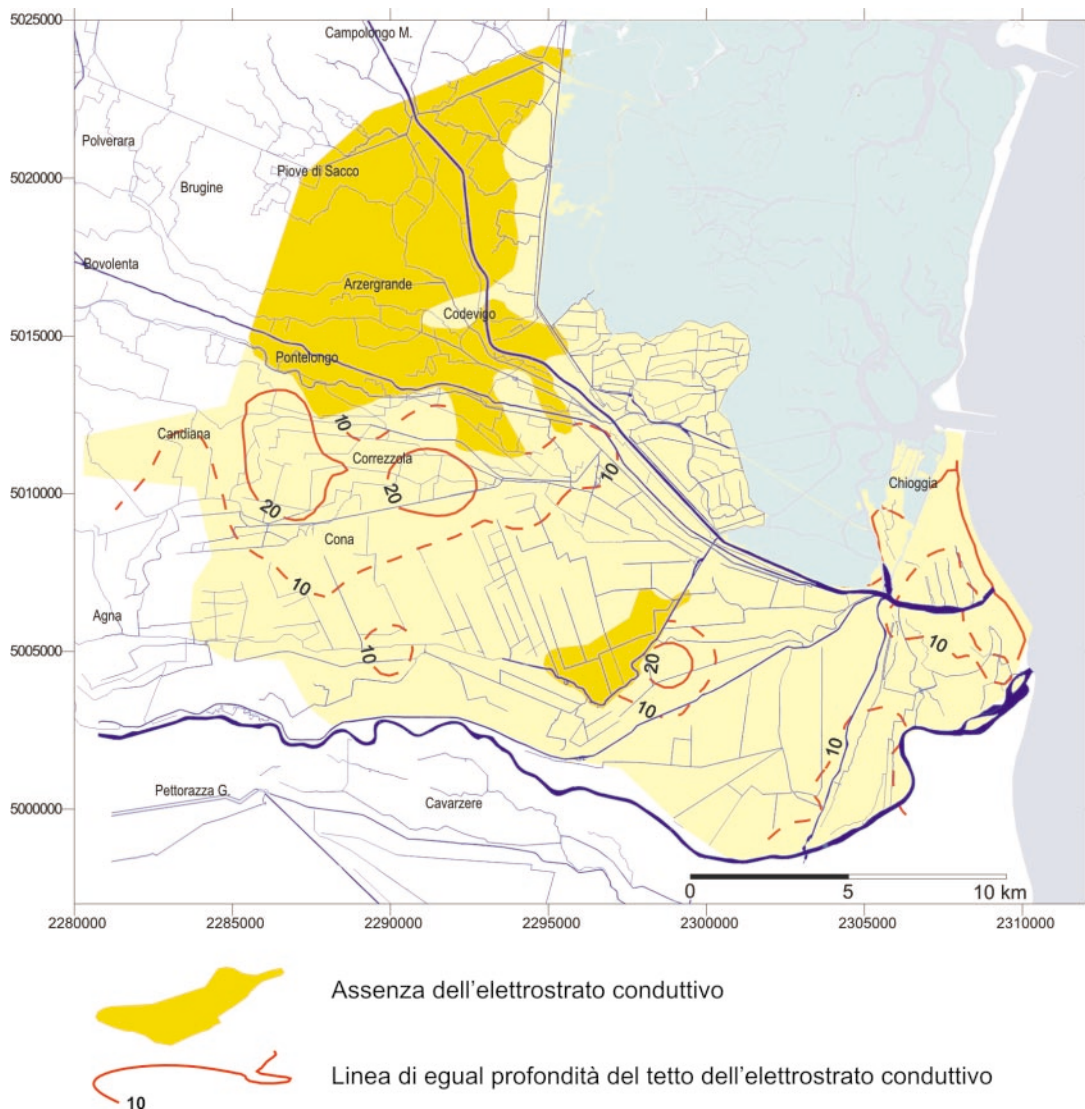 5025000
Campolongo M.
Polverara
5020000
Piove di Sacco
Brugine
Bovolenta
Arzergrande
5015000
Codevigo
Pontelongo
10
Candiana
Correzzola
5010000
20
20
10
Chioggia
Cona
10
Agna
5005000
10
20
10
10
10
Pettorazza G.
5000000
Cavarzere
0 5 10 km
2280000 2285000 2290000 2295000 2300000 2305000 2310000
Assenza dell'elettrostrato conduttivo
Linea di egual profondità del tetto dell'elettrostrato conduttivo
10